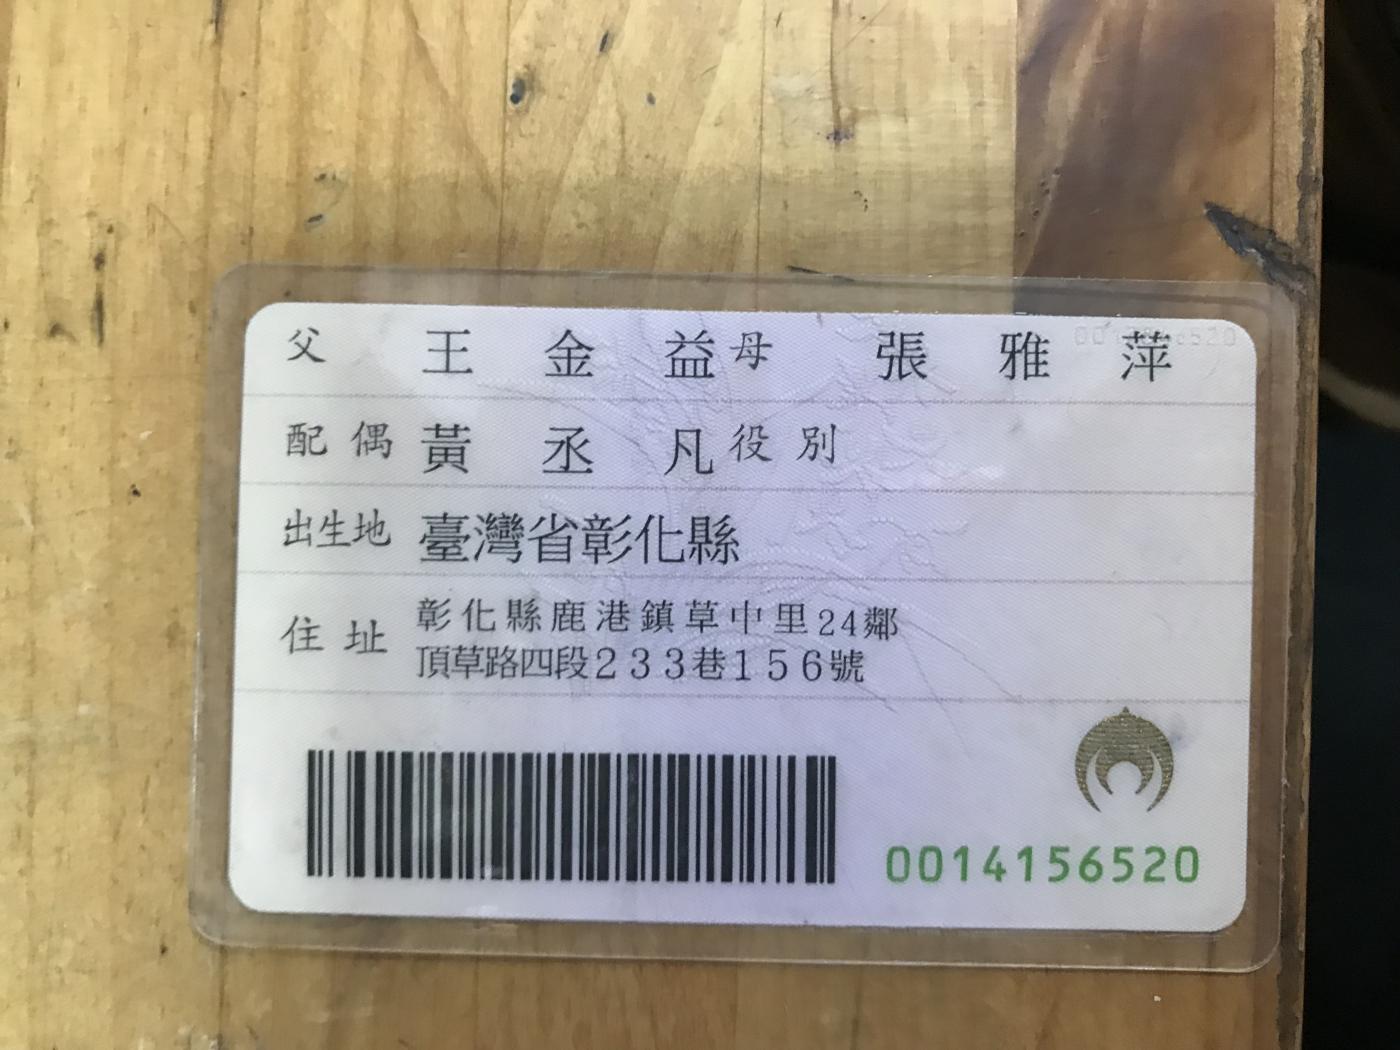 父 王金益 母 張雅萍
配偶 黃丞凡 役別
出生地 臺灣省彰化縣
住址 彰化縣鹿港鎮草中里24鄰
頂草路四段233巷156號
0014156520